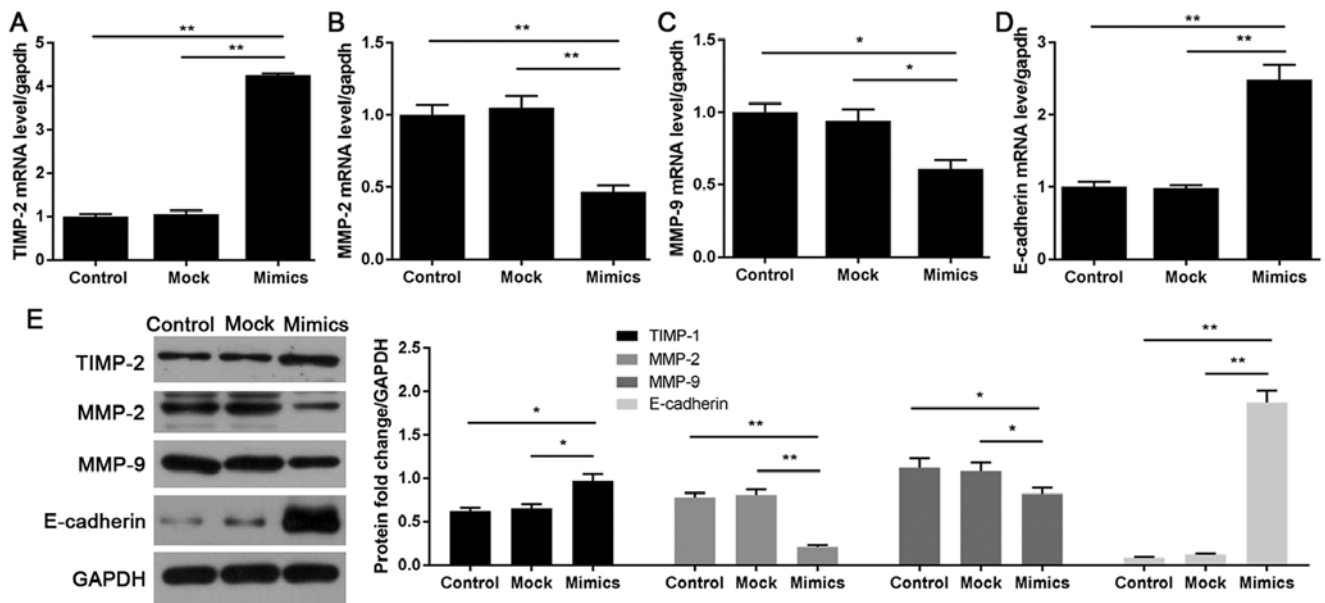 A
**
**
TIMP-2 mRNA level/gapdh
5
4
3
2
1
0
Control Mock Mimics
B
**
**
MMP-2 mRNA level/gapdh
1.5
1.0
0.5
0.0
Control Mock Mimics
C
*
*
MMP-9 mRNA level/gapdh
1.5
1.0
0.5
0.0
Control Mock Mimics
D
**
**
E-cadherin mRNA leve/gapdh
3
2
1
0
Control Mock Mimics
E
Control Mock Mimics
TIMP-2
MMP-2
MMP-9
E-cadherin
GAPDH
Protein fold change/GAPDH
2.5
2.0
1.5
1.0
0.5
0.0
TIMP-1
MMP-2
MMP-9
E-cadherin
*
*
**
**
*
*
**
**
Control Mock Mimics Control Mock Mimics Control Mock Mimics Control Mock Mimics